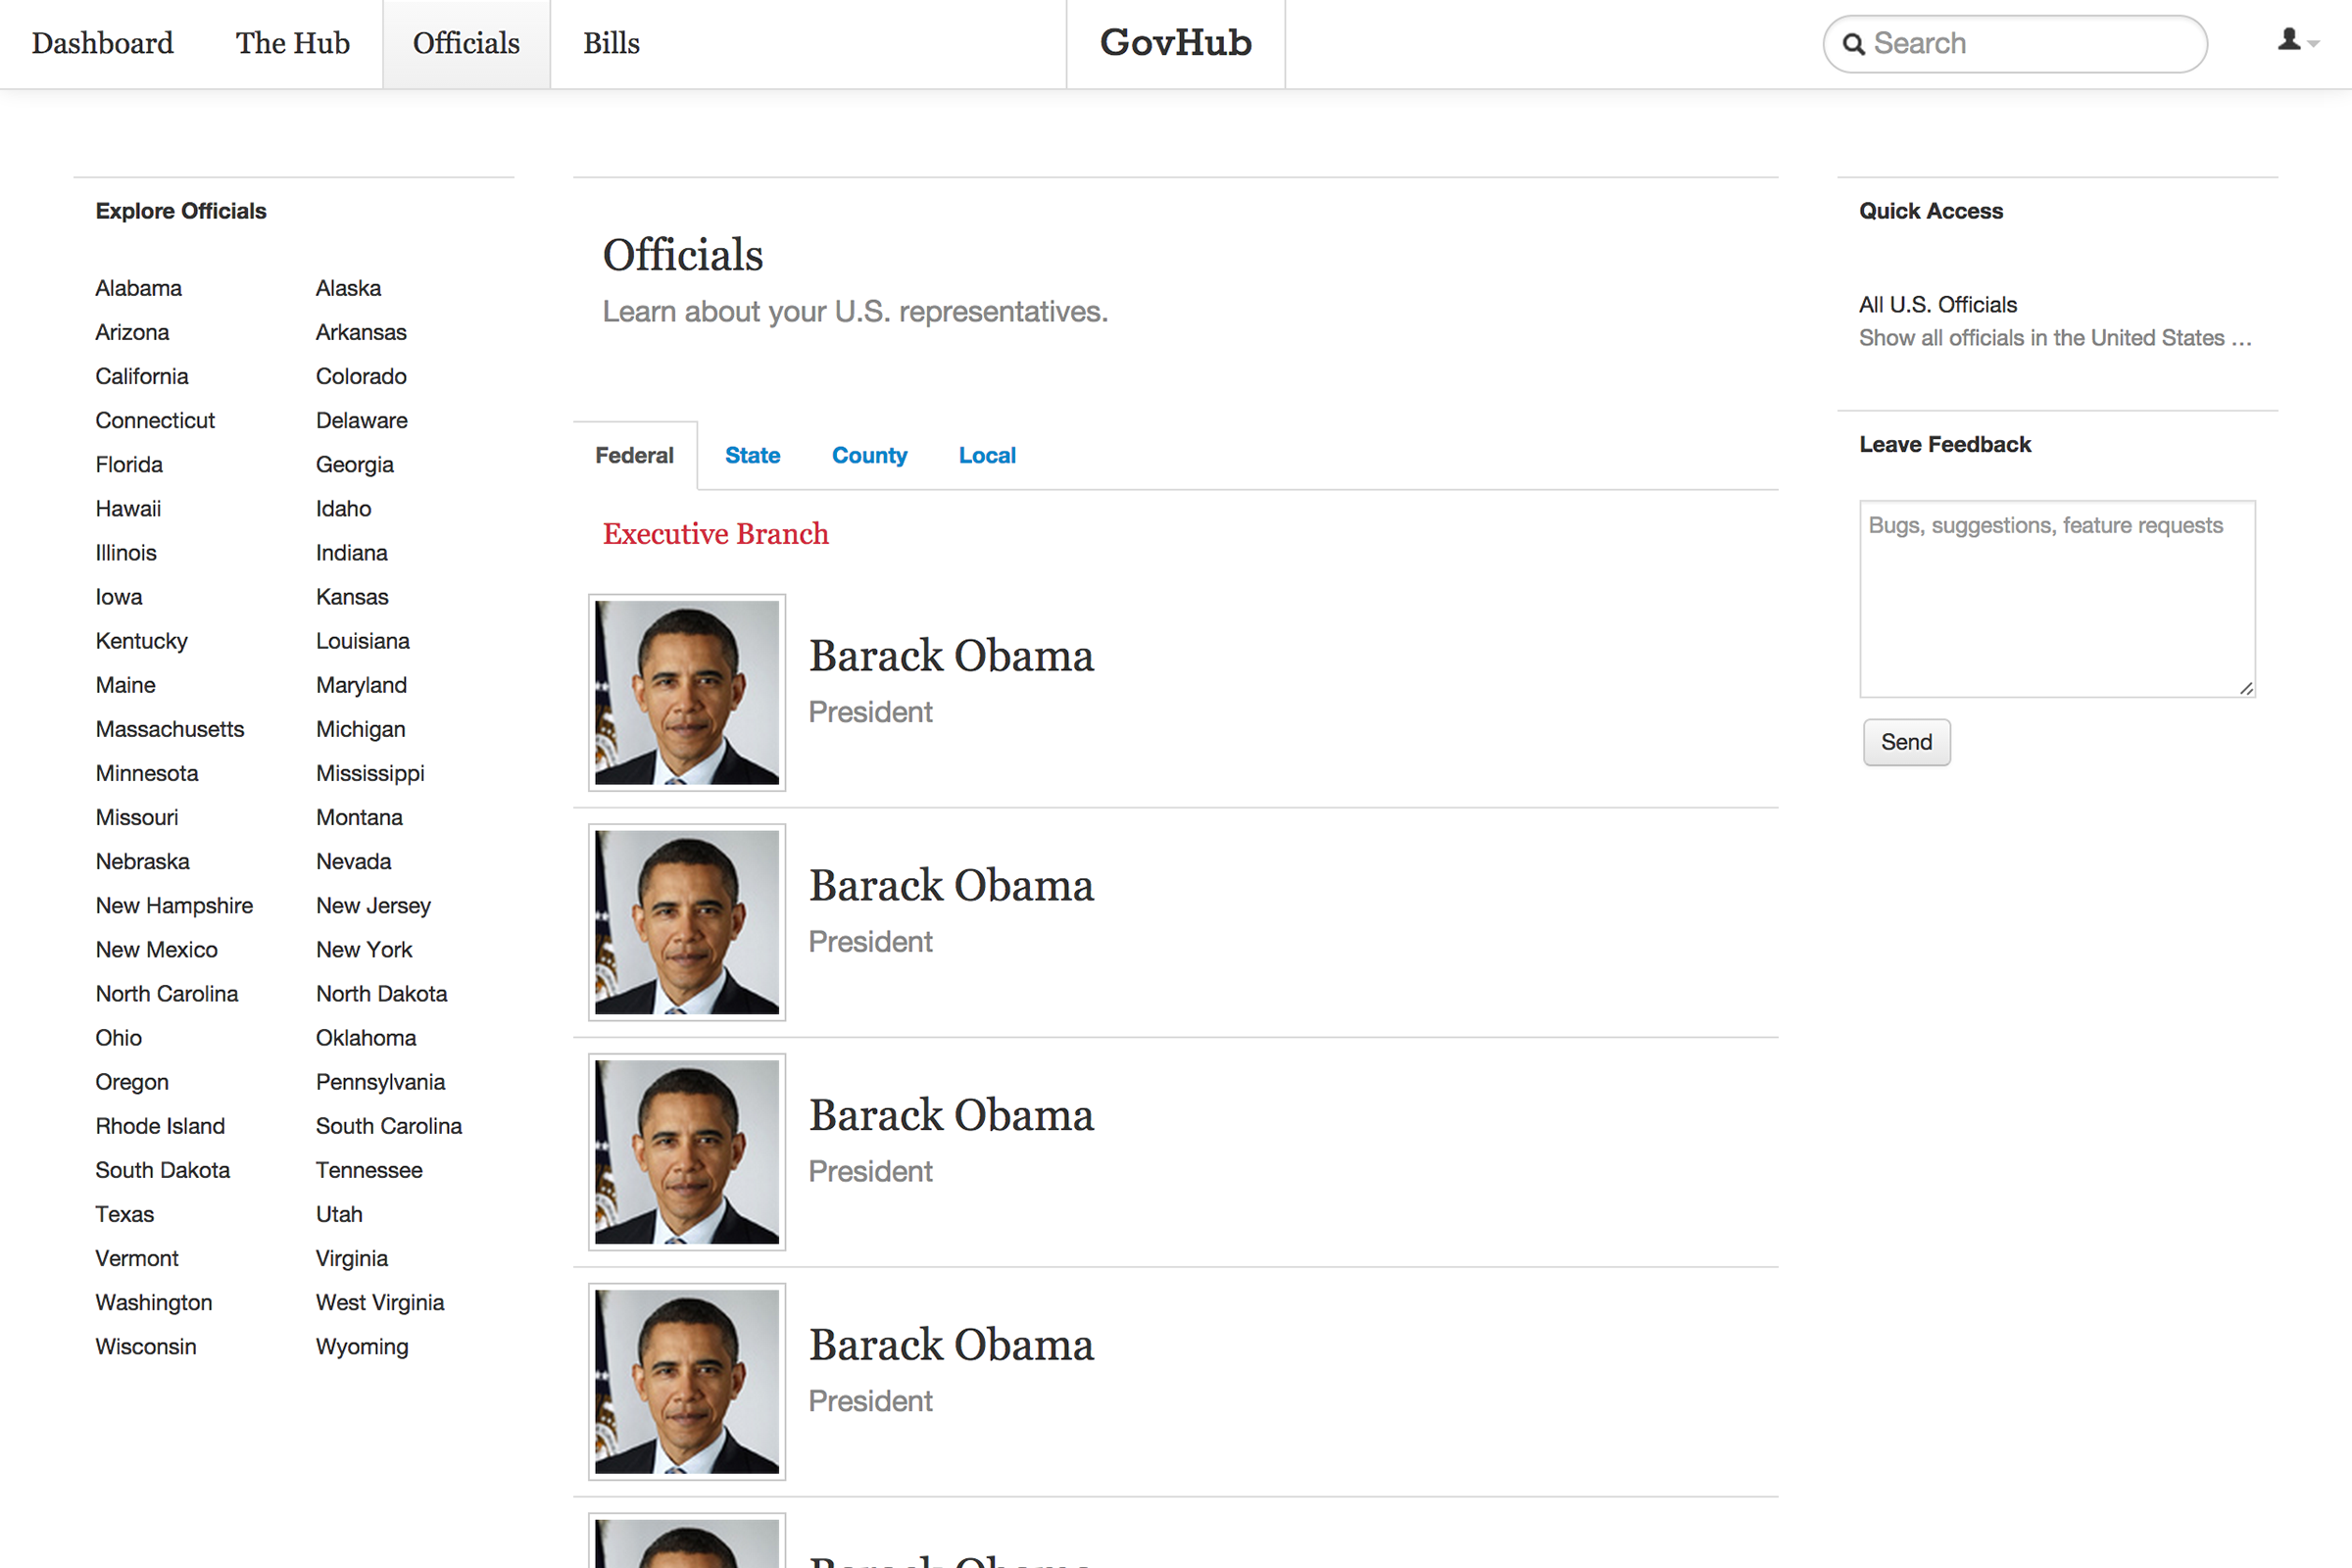 Dashboard
The Hub
Officials
Bills
GovHub
Search
Explore Officials
Alabama Alaska
Arizona Arkansas
California Colorado
Connecticut Delaware
Florida Georgia
Hawaii Idaho
Illinois Indiana
Iowa Kansas
Kentucky Louisiana
Maine Maryland
Massachusetts Michigan
Minnesota Mississippi
Missouri Montana
Nebraska Nevada
New Hampshire New Jersey
New Mexico New York
North Carolina North Dakota
Ohio Oklahoma
Oregon Pennsylvania
Rhode Island South Carolina
South Dakota Tennessee
Texas Utah
Vermont Virginia
Washington West Virginia
Wisconsin Wyoming
Officials
Learn about your U.S. representatives.
Federal State County Local
Executive Branch
Barack Obama
President
Barack Obama
President
Barack Obama
President
Barack Obama
President
Barack Obama
Quick Access
All U.S. Officials
Show all officials in the United States ...
Leave Feedback
Bugs, suggestions, feature requests
Send